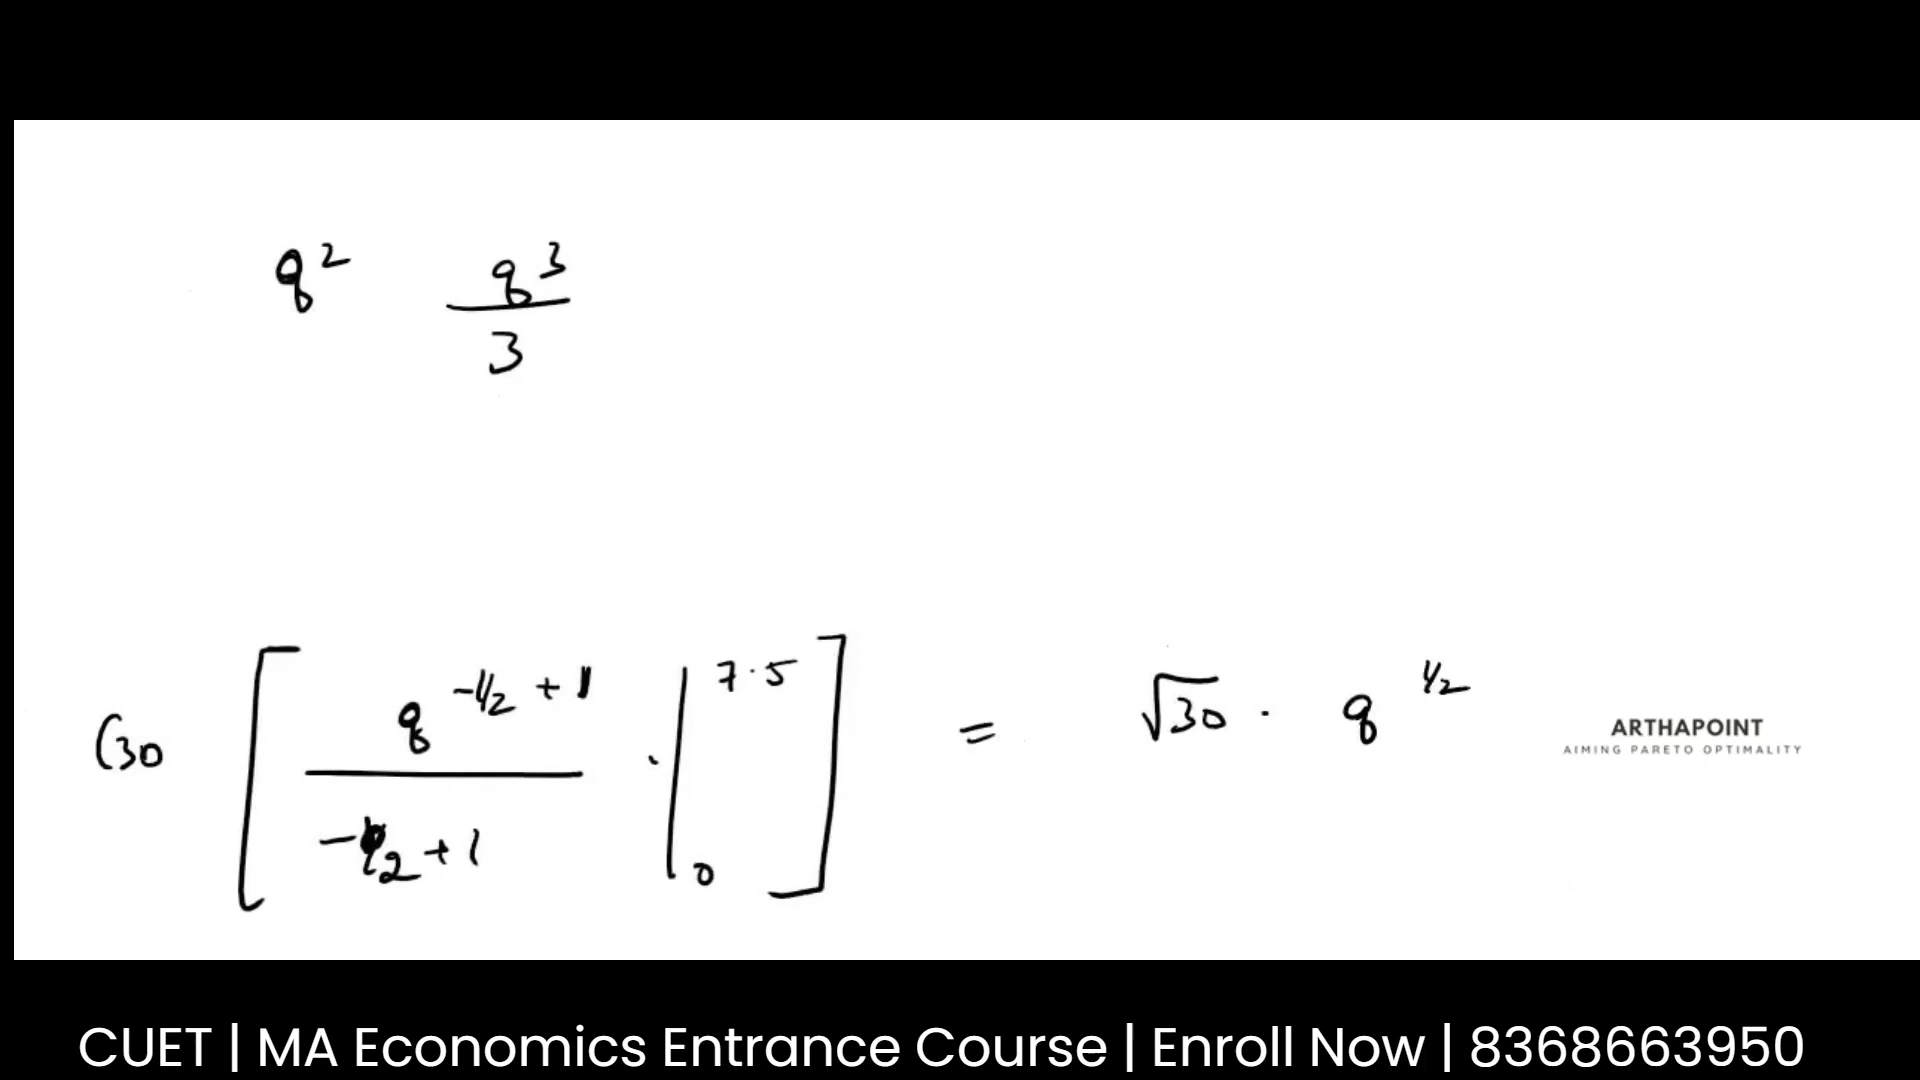 q² q³/3
(30 [ q^(-1/2 + 1) / (-1/2 + 1) · |₀^7.5 ] = √30 · q^(1/2)
ARTHAPOINT
AIMING PARETO OPTIMALITY
CUET | MA Economics Entrance Course | Enroll Now | 8368663950